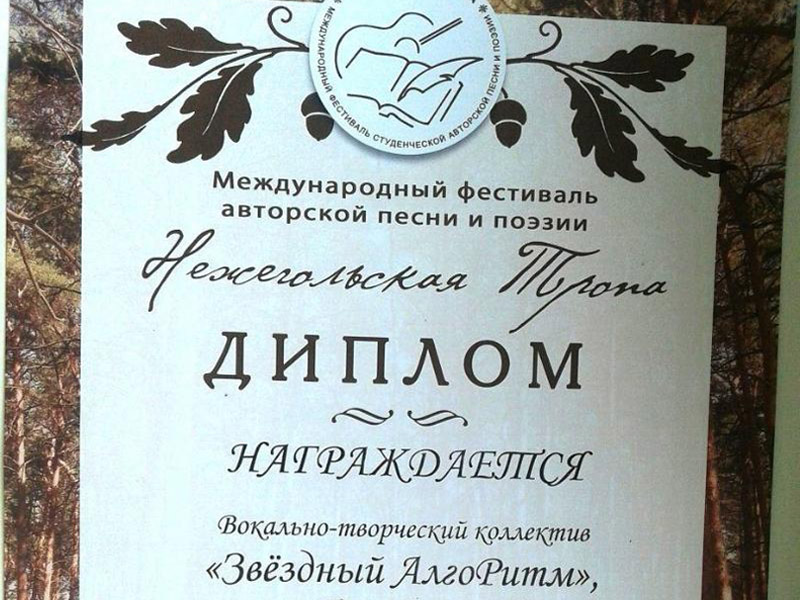 * МЕЖДУНАРОДНЫЙ ФЕСТИВАЛЬ СТУДЕНЧЕСКОЙ АВТОРСКОЙ ПЕСНИ И ПОЭЗИИ *
Международный фестиваль
авторской песни и поэзии
Нежегольская Тропа
ДИПЛОМ
НАГРАЖДАЕТСЯ
Вокально-творческий коллектив
«Звёздный АлгоРитм»,